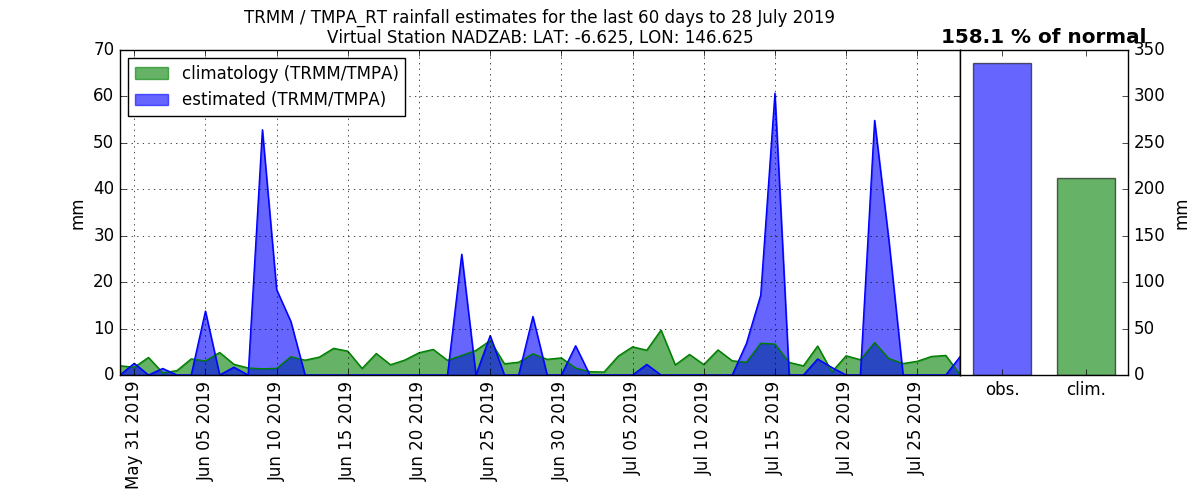 TRMM / TMPA_RT rainfall estimates for the last 60 days to 28 July 2019
Virtual Station NADZAB: LAT: -6.625, LON: 146.625
158.1 % of normal
climatology (TRMM/TMPA)
estimated (TRMM/TMPA)
70
60
50
40
30
20
10
0
mm
May 31 2019
Jun 05 2019
Jun 10 2019
Jun 15 2019
Jun 20 2019
Jun 25 2019
Jun 30 2019
Jul 05 2019
Jul 10 2019
Jul 15 2019
Jul 20 2019
Jul 25 2019
obs.
clim.
350
300
250
200
150
100
50
0
mm